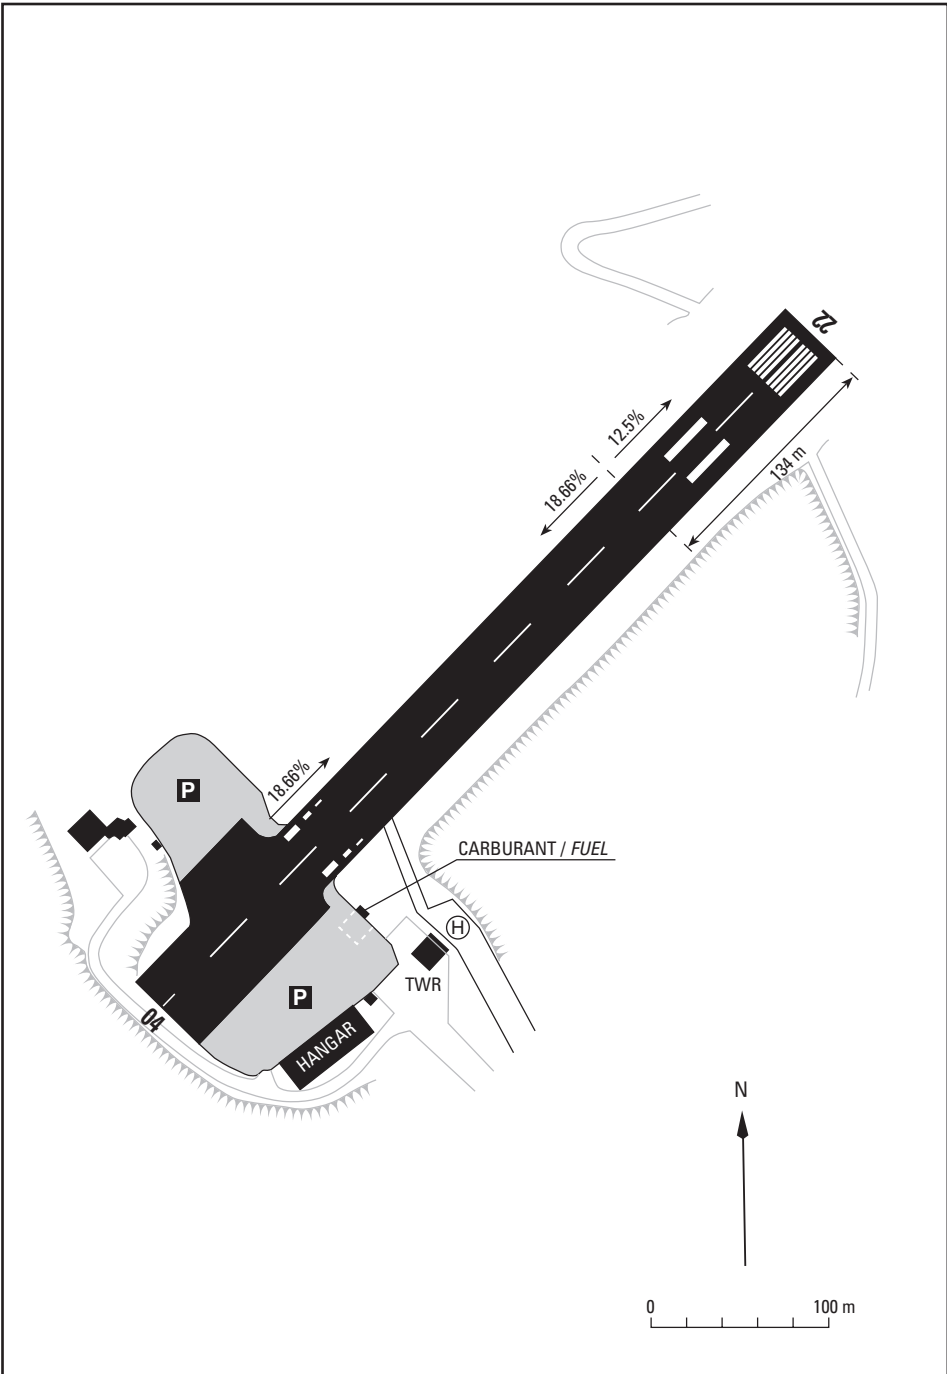 22
12.5%
18.66%
134 m
18.66%
P
CARBURANT / FUEL
H
TWR
P
04
HANGAR
N
0 100 m